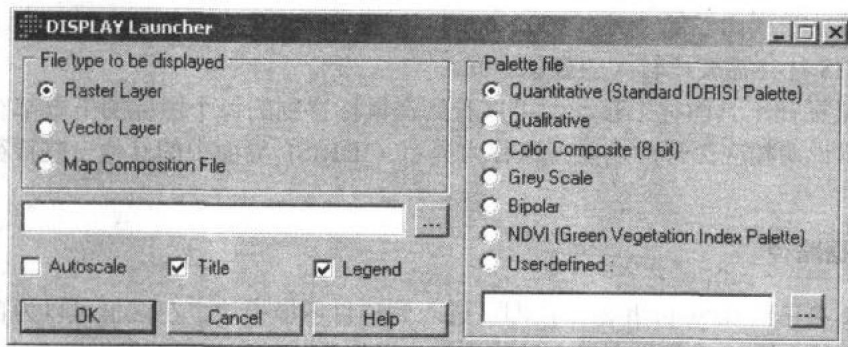 DISPLAY Launcher
File type to be displayed
Raster Layer
Vector Layer
Map Composition File
...
Autoscale
Title
Legend
OK
Cancel
Help
Palette file
Quantitative (Standard IDRISI Palette)
Qualitative
Color Composite (8 bit)
Grey Scale
Bipolar
NDVI (Green Vegetation Index Palette)
User-defined :
...